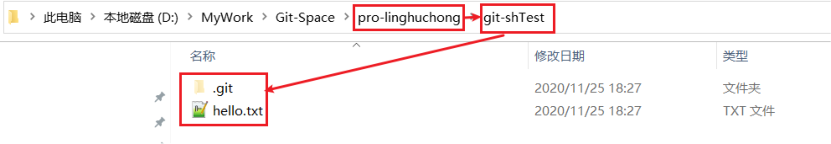 此电脑 > 本地磁盘 (D:) > MyWork > Git-Space > pro-linghuchong > git-shTest
名称 修改日期 类型
.git 2020/11/25 18:27 文件夹
hello.txt 2020/11/25 18:27 TXT 文件